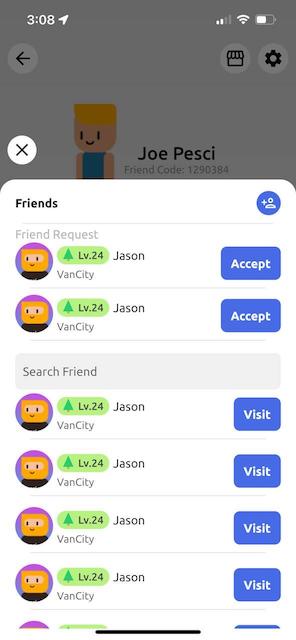 3:08
Joe Pesci
Friend Code: 1290384
Friends
Friend Request
Lv.24 Jason
VanCity
Accept
Lv.24 Jason
VanCity
Accept
Search Friend
Lv.24 Jason
VanCity
Visit
Lv.24 Jason
VanCity
Visit
Lv.24 Jason
VanCity
Visit
Lv.24 Jason
VanCity
Visit